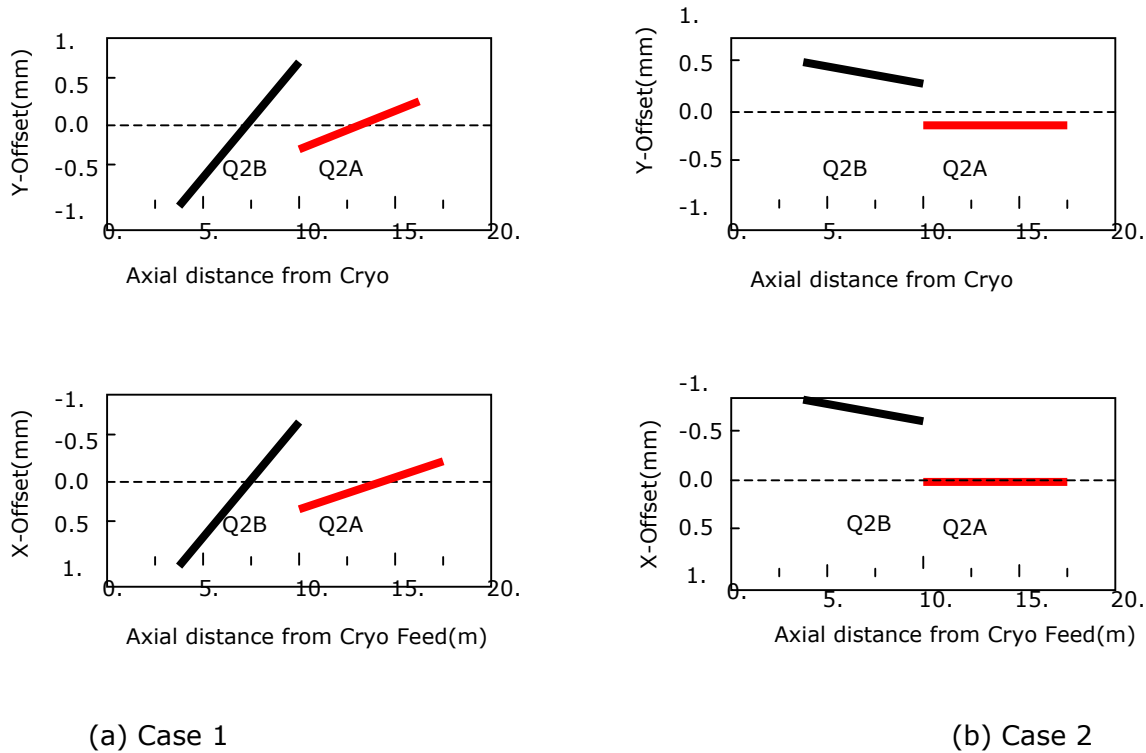 1.
0.5
0.0
-0.5
-1.
Y-Offset(mm)
Q2B
Q2A
0.
5.
10.
15.
20.
Axial distance from Cryo
1.
0.5
0.0
-0.5
-1.
Y-Offset(mm)
Q2B
Q2A
0.
5.
10.
15.
20.
Axial distance from Cryo
-1.
-0.5
0.0
0.5
1.
X-Offset(mm)
Q2B
Q2A
0.
5.
10.
15.
20.
Axial distance from Cryo Feed(m)
-1.
-0.5
0.0
0.5
1.
X-Offset(mm)
Q2B
Q2A
0.
5.
10.
15.
20.
Axial distance from Cryo Feed(m)
(a) Case 1
(b) Case 2